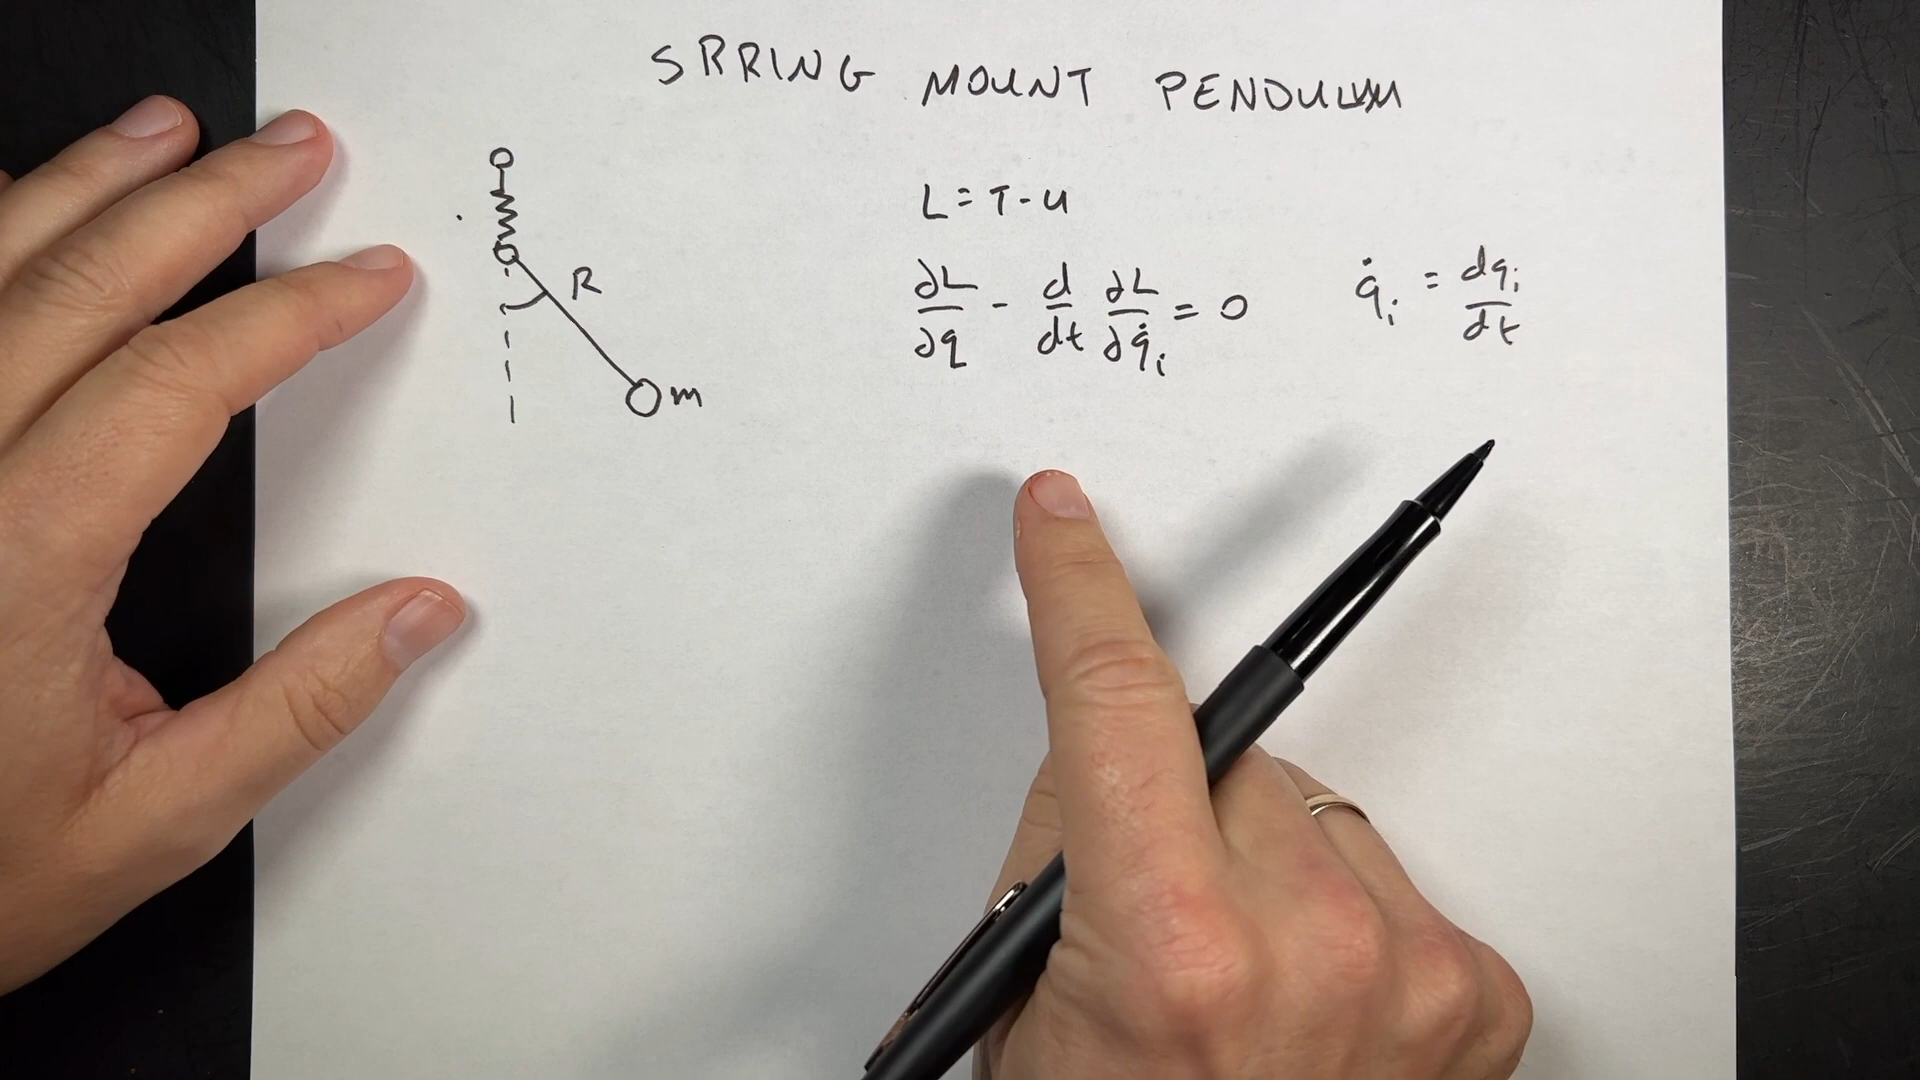 SRRING MOUNT PENDULUM
R
m
L = T - U
∂L/∂q - d/dt ∂L/∂q̇ᵢ = 0
q̇ᵢ = dqᵢ/dt